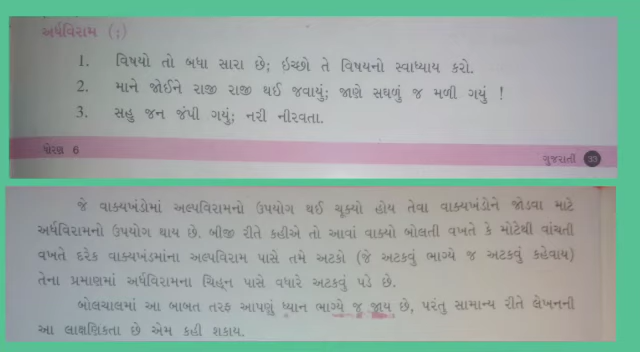 અર્ધવિરામ (;)
1. વિષયો તો બધા સારા છે; ઇચ્છો તે વિષયનો સ્વાધ્યાય કરો.
2. માને જોઈને રાજી રાજી થઈ જવાયું; જાણે સઘળું જ મળી ગયું !
3. સહુ જન જંપી ગયું; નરી નીરવતા.
ધોરણ 6
ગુજરાતી 33
જે વાક્યખંડોમાં અલ્પવિરામનો ઉપયોગ થઈ ચૂક્યો હોય તેવા વાક્યખંડોને જોડવા માટે
અર્ધવિરામનો ઉપયોગ થાય છે. બીજી રીતે કહીએ તો આવાં વાક્યો બોલતી વખતે કે મોટેથી વાંચતી
વખતે દરેક વાક્યખંડમાંના અલ્પવિરામ પાસે તમે અટકો (જે અટકવું ભાગ્યે જ અટકવું કહેવાય)
તેના પ્રમાણમાં અર્ધવિરામના ચિહ્ન પાસે વધારે અટકવું પડે છે.
બોલચાલમાં આ બાબત તરફ આપણું ધ્યાન ભાગ્યે જ જાય છે, પરંતુ સામાન્ય રીતે લેખનની
આ લાક્ષણિકતા છે એમ કહી શકાય.